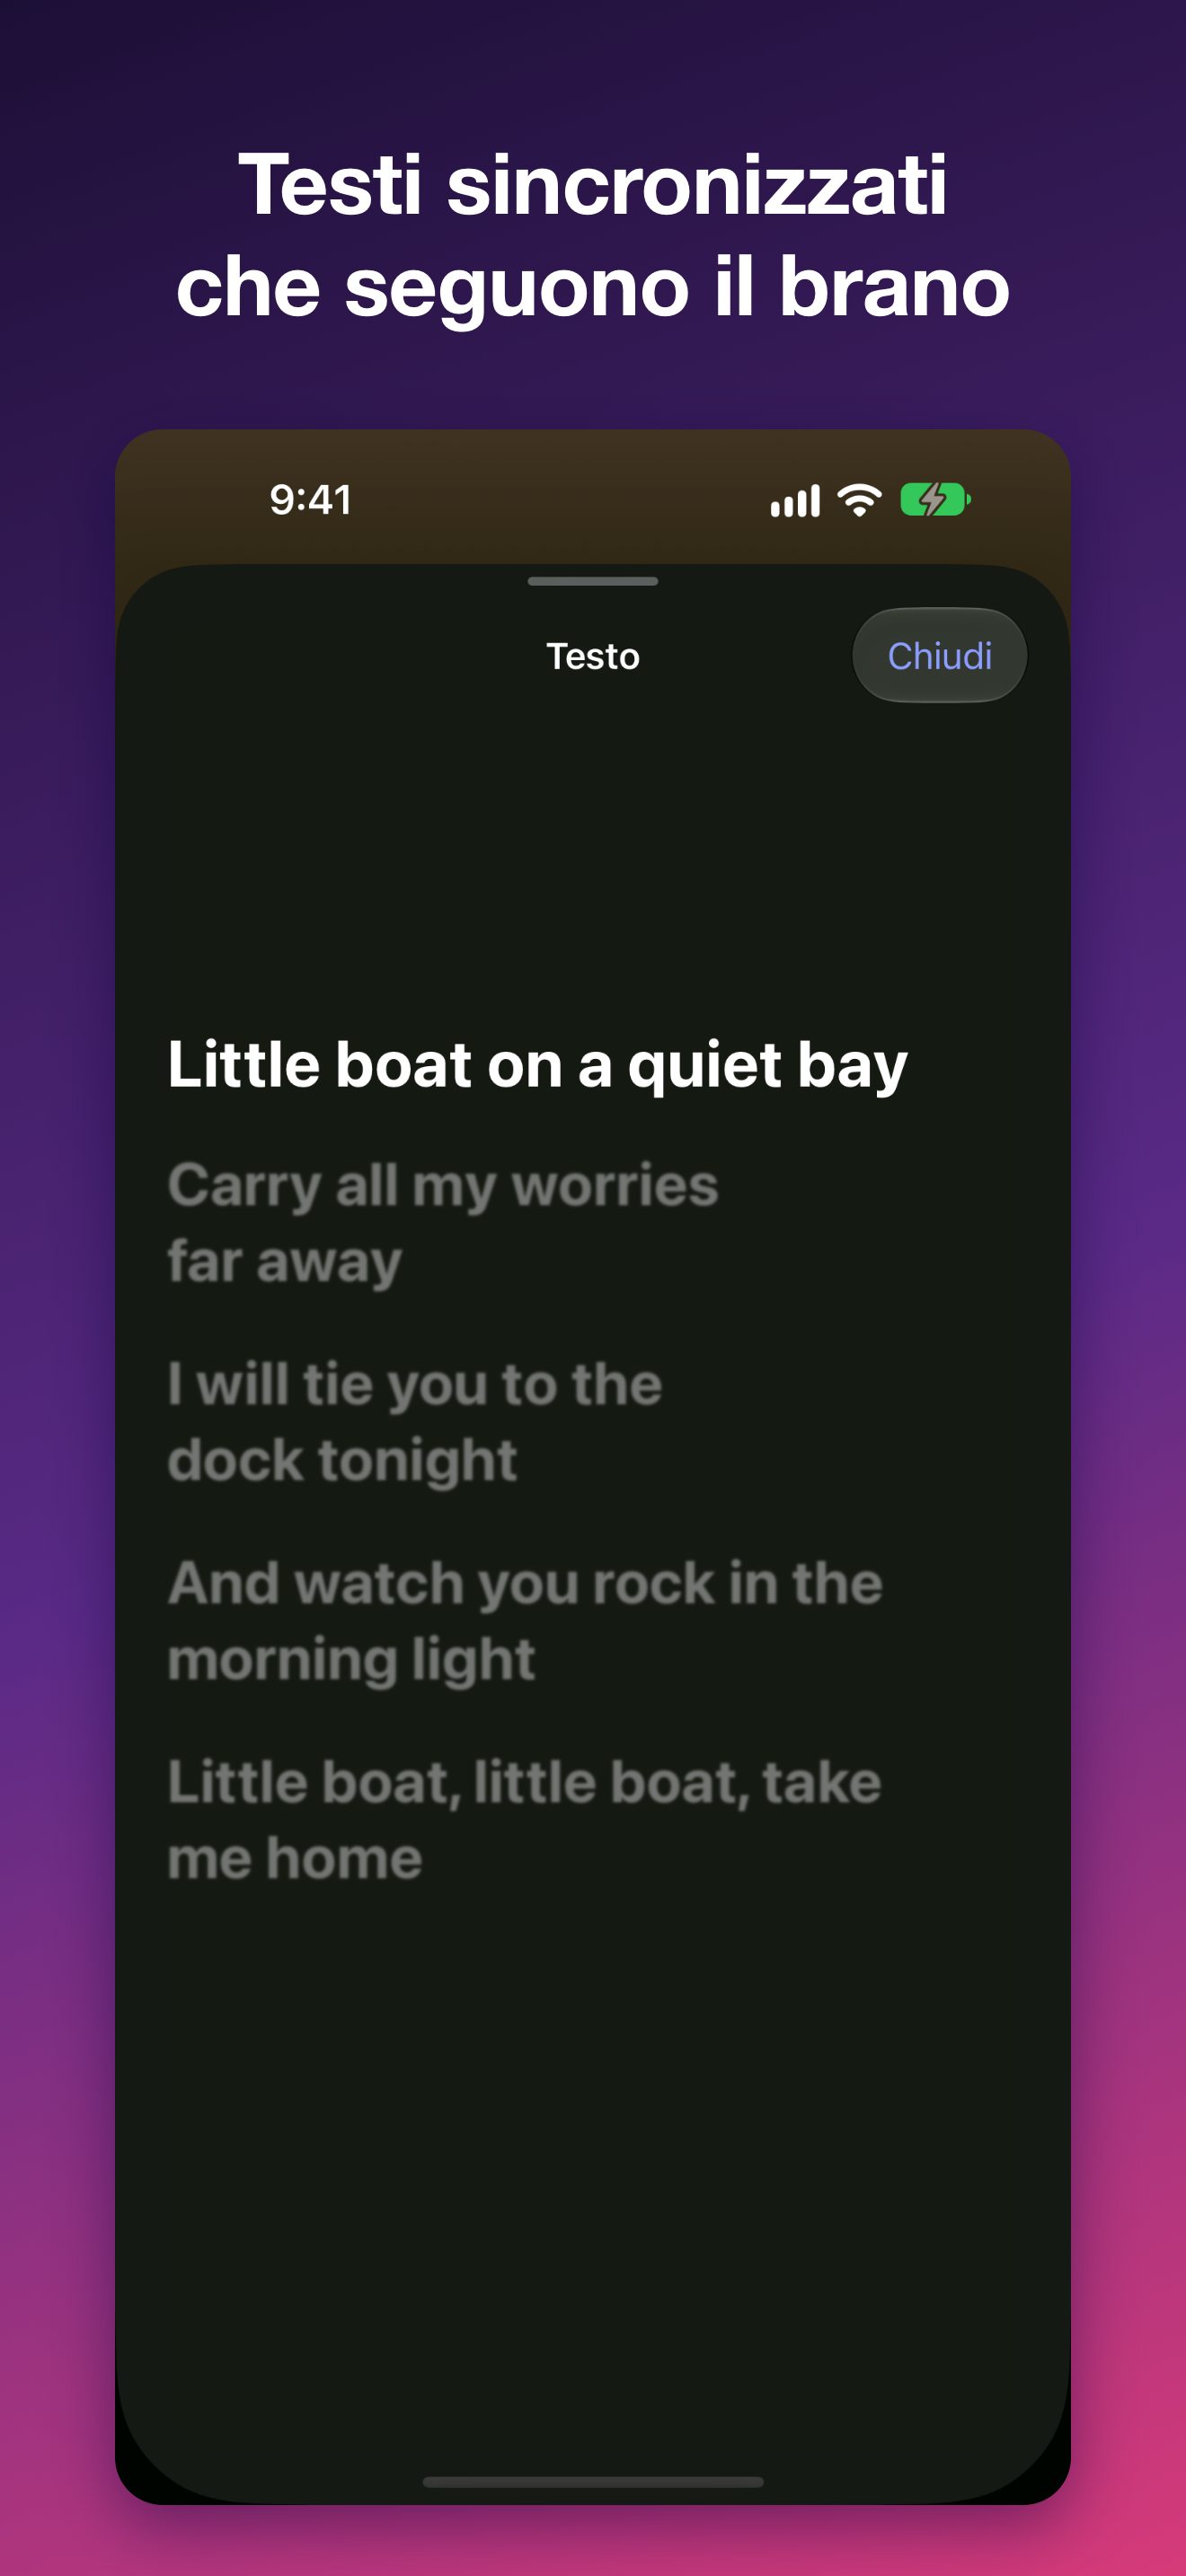 Testi sincronizzati
che seguono il brano
9:41
Testo
Chiudi
Little boat on a quiet bay
Carry all my worries
far away
I will tie you to the
dock tonight
And watch you rock in the
morning light
Little boat, little boat, take
me home